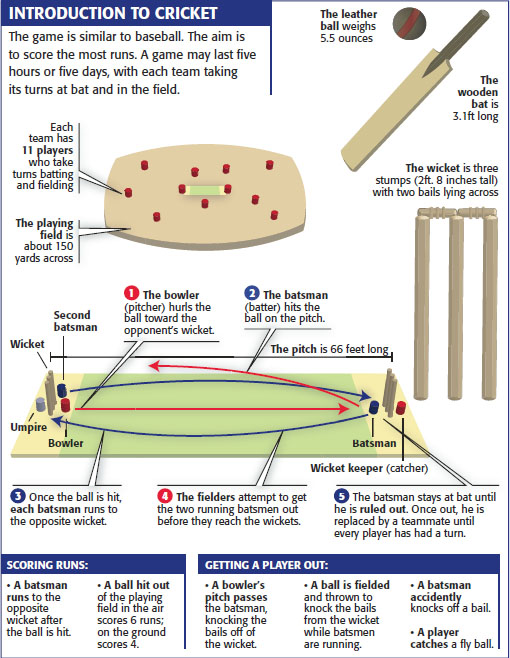 INTRODUCTION TO CRICKET
The game is similar to baseball. The aim is
to score the most runs. A game may last five
hours or five days, with each team taking
its turns at bat and in the field.
The leather
ball weighs
5.5 ounces
The
wooden
bat is
3.1ft long
Each
team has
11 players
who take
turns batting
and fielding
The playing
field is
about 150
yards across
The wicket is three
stumps (2ft. 8 inches tall)
with two bails lying across
1 The bowler
(pitcher) hurls the
ball toward the
opponent's wicket.
2 The batsman
(batter) hits the
ball on the pitch.
Second
batsman
Wicket
The pitch is 66 feet long
Umpire
Bowler
Batsman
Wicket keeper (catcher)
3 Once the ball is hit,
each batsman runs to
the opposite wicket.
4 The fielders attempt to get
the two running batsmen out
before they reach the wickets.
5 The batsman stays at bat until
he is ruled out. Once out, he is
replaced by a teammate until
every player has had a turn.
SCORING RUNS:
• A batsman
runs to the
opposite
wicket after
the ball is hit.
• A ball hit out
of the playing
field in the air
scores 6 runs;
on the ground
scores 4.
GETTING A PLAYER OUT:
• A bowler's
pitch passes
the batsman,
knocking the
bails off of
the wicket.
• A ball is fielded
and thrown to
knock the bails
from the wicket
while batsmen
are running.
• A batsman
accidently
knocks off a bail.
• A player
catches a fly ball.